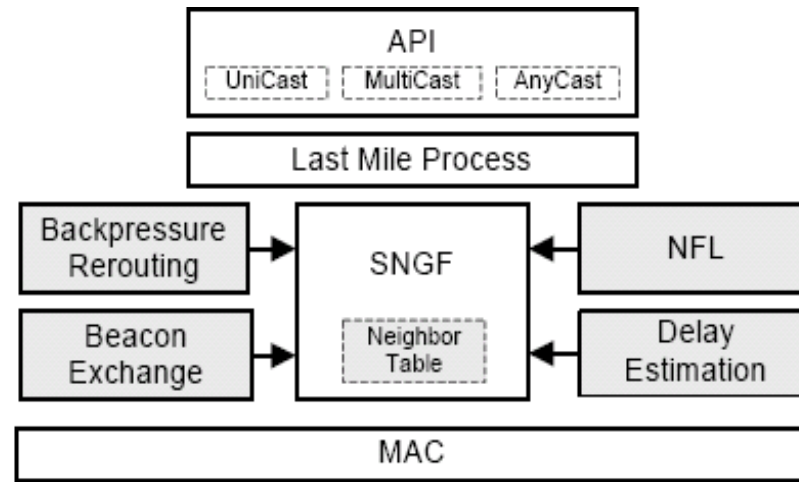 API
UniCast MultiCast AnyCast
Last Mile Process
Backpressure
Rerouting
SNGF
NFL
Beacon
Exchange
Neighbor
Table
Delay
Estimation
MAC